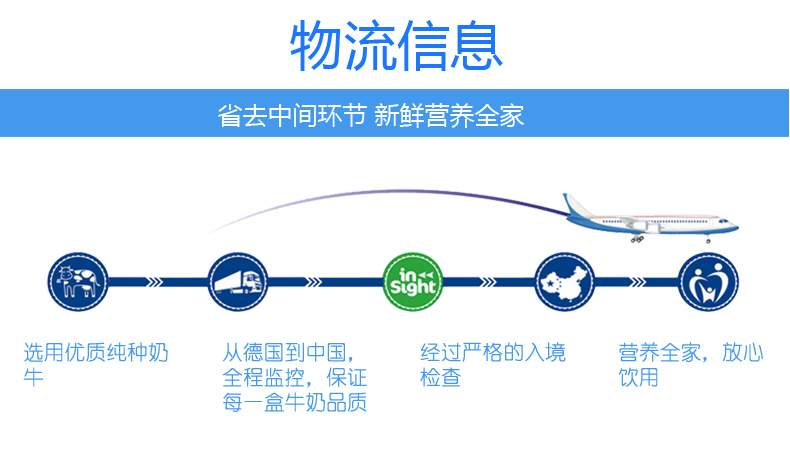 物流信息
省去中间环节 新鲜营养全家
in
Sight
选用优质纯种奶
牛
从德国到中国，
全程监控，保证
每一盒牛奶品质
经过严格的入境
检查
营养全家，放心
饮用